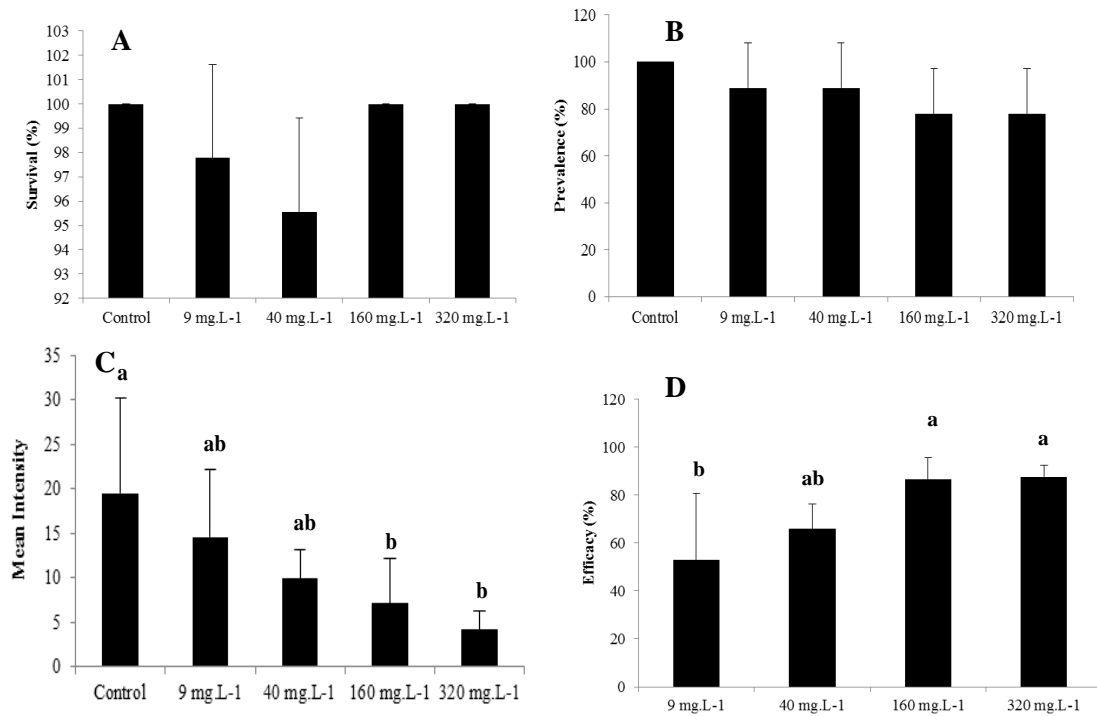 A
Survival (%)
103
102
101
100
99
98
97
96
95
94
93
92
Control 9 mg.L-1 40 mg.L-1 160 mg.L-1 320 mg.L-1
B
Prevalence (%)
120
100
80
60
40
20
0
Control 9 mg.L-1 40 mg.L-1 160 mg.L-1 320 mg.L-1
C
Mean Intensity
35
30
25
20
15
10
5
0
a
ab
ab
b
b
Control 9 mg.L-1 40 mg.L-1 160 mg.L-1 320 mg.L-1
D
Efficacy (%)
120
100
80
60
40
20
0
b
ab
a
a
9 mg.L-1 40 mg.L-1 160 mg.L-1 320 mg.L-1